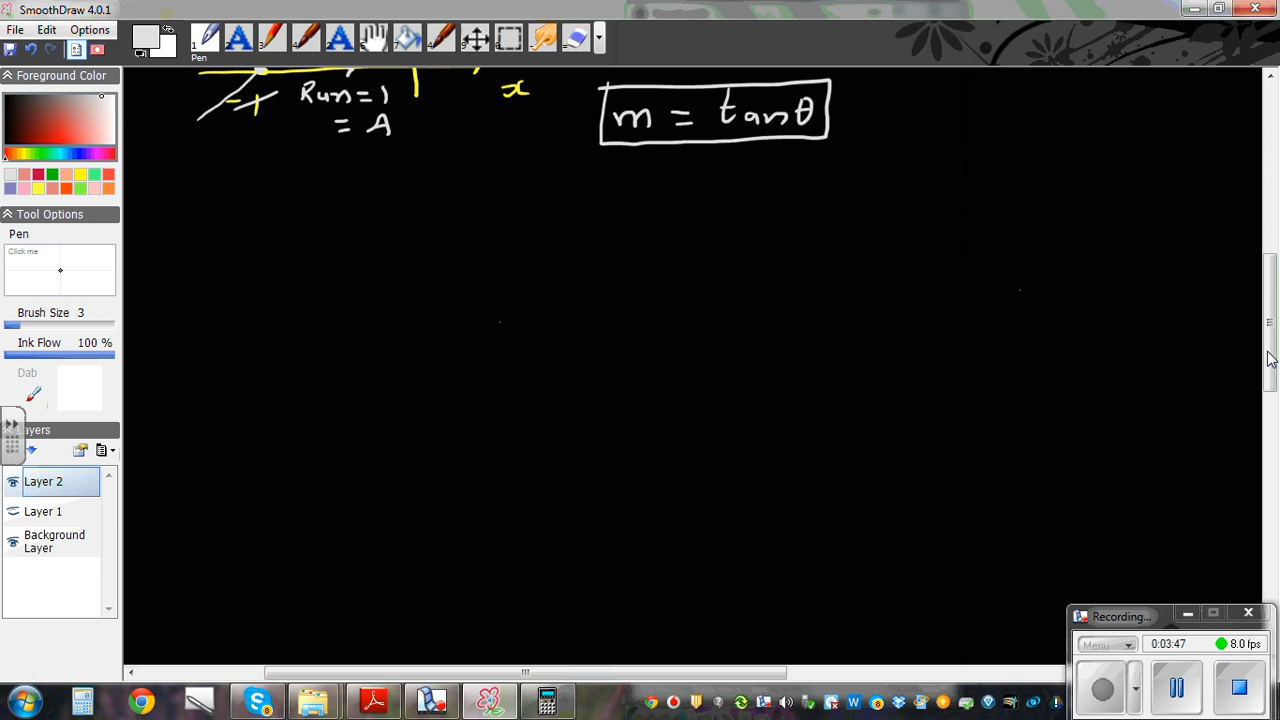 SmoothDraw 4.0.1
File Edit Options
Pen
Foreground Color
Tool Options
Pen
Click me
Brush Size 3
Ink Flow 100 %
Dab
Layers
Layer 2
Layer 1
Background
Layer
-1
Run = 1
= A
x
m = tanθ
Recording...
Menu
0:03:47
8.0 fps